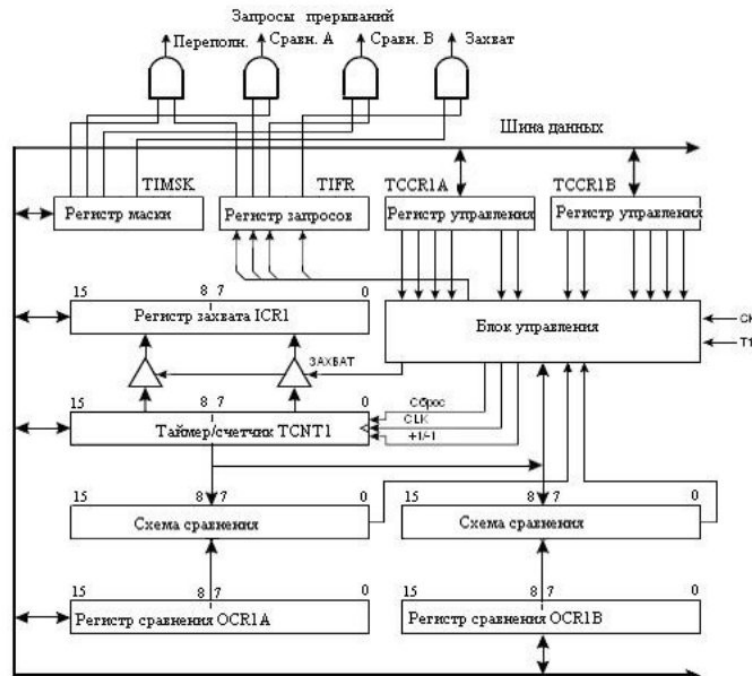 Запросы прерываний
Переполн. Сравн. А Сравн. В Захват
Шина данных
TIMSK TIFR TCCR1A TCCR1B
Регистр маски Регистр запросов Регистр управления Регистр управления
15 8 7 0
Регистр захвата ICR1
Блок управления
СК
Т1
ЗАХВАТ
15 8 7 0
Таймер/счетчик TCNT1
Сброс
CLK
+1/-1
15 8 7 0 15 8 7 0
Схема сравнения Схема сравнения
15 8 7 0 15 8 7 0
Регистр сравнения OCR1A Регистр сравнения OCR1B